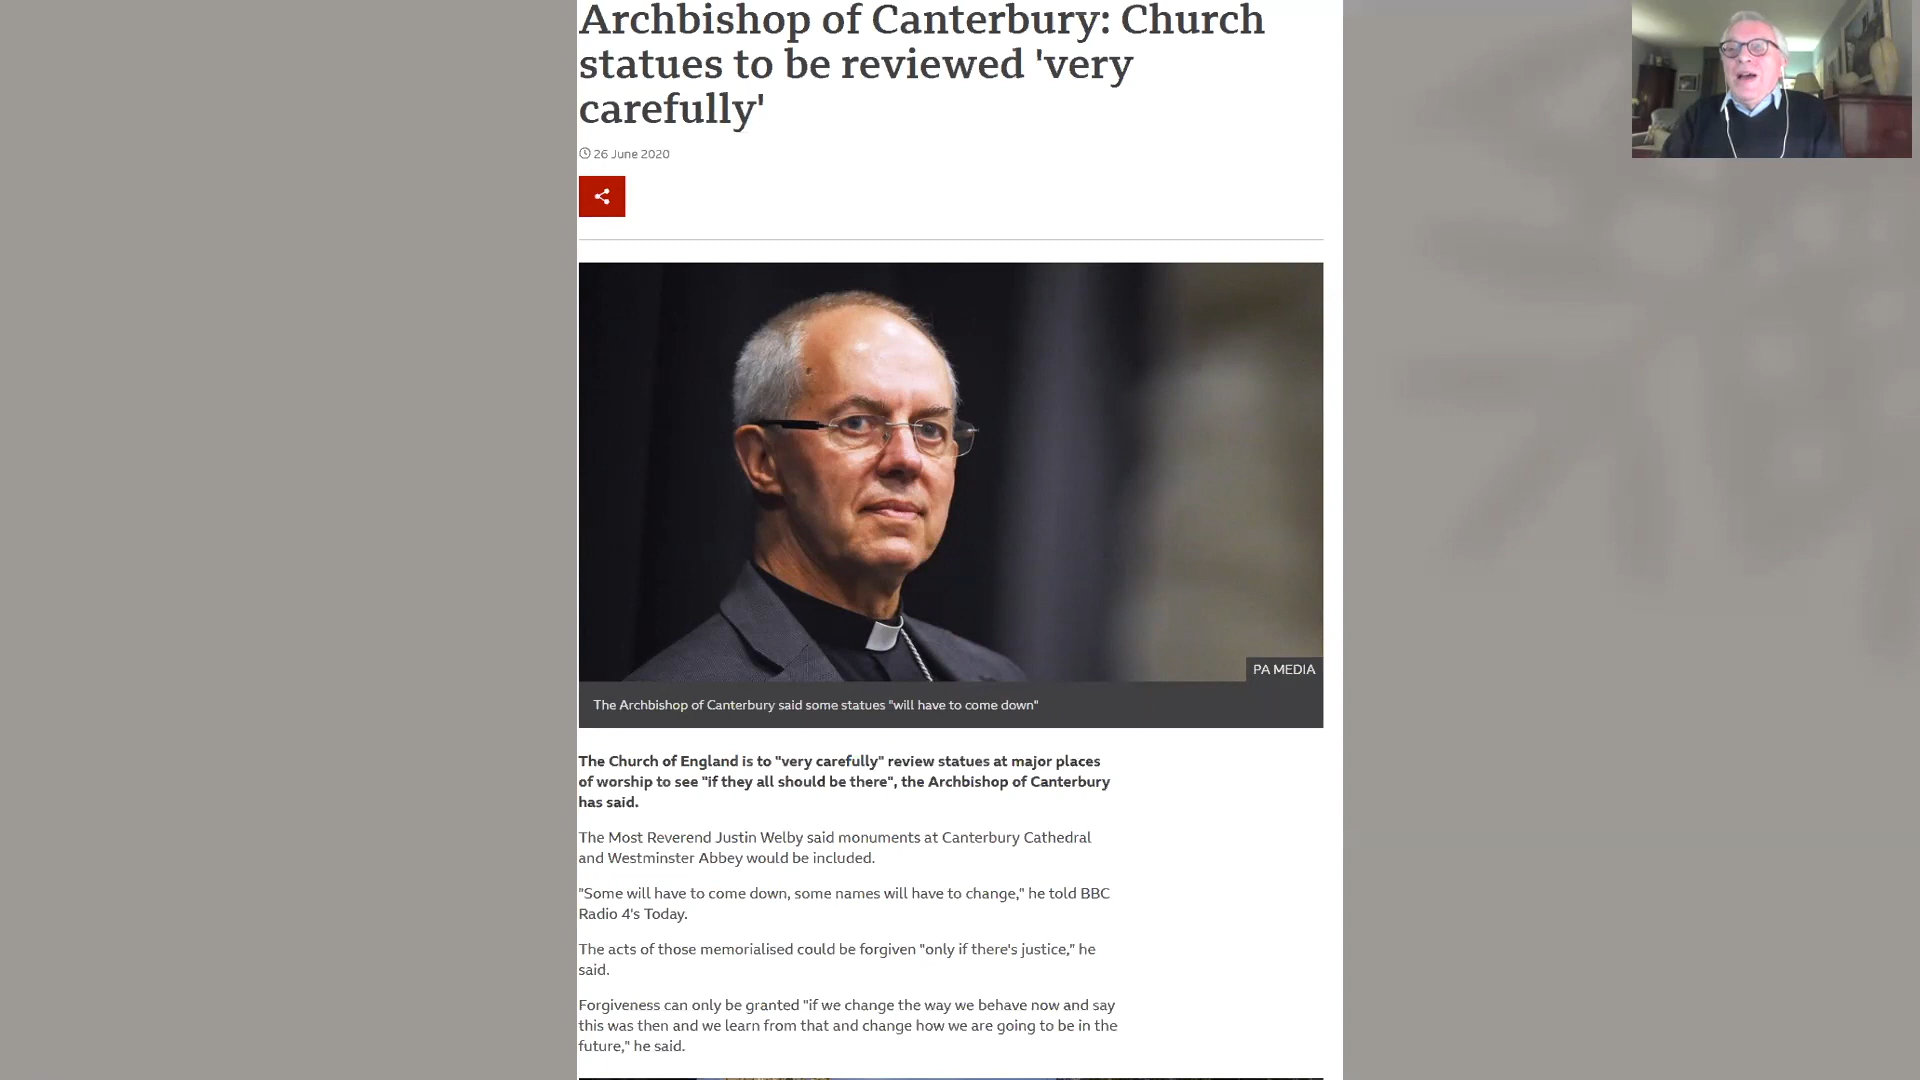 Archbishop of Canterbury: Church
statues to be reviewed 'very
carefully'
26 June 2020
PA MEDIA
The Archbishop of Canterbury said some statues "will have to come down"
The Church of England is to "very carefully" review statues at major places
of worship to see "if they all should be there", the Archbishop of Canterbury
has said.
The Most Reverend Justin Welby said monuments at Canterbury Cathedral
and Westminster Abbey would be included.
"Some will have to come down, some names will have to change," he told BBC
Radio 4's Today.
The acts of those memorialised could be forgiven "only if there's justice," he
said.
Forgiveness can only be granted "if we change the way we behave now and say
this was then and we learn from that and change how we are going to be in the
future," he said.